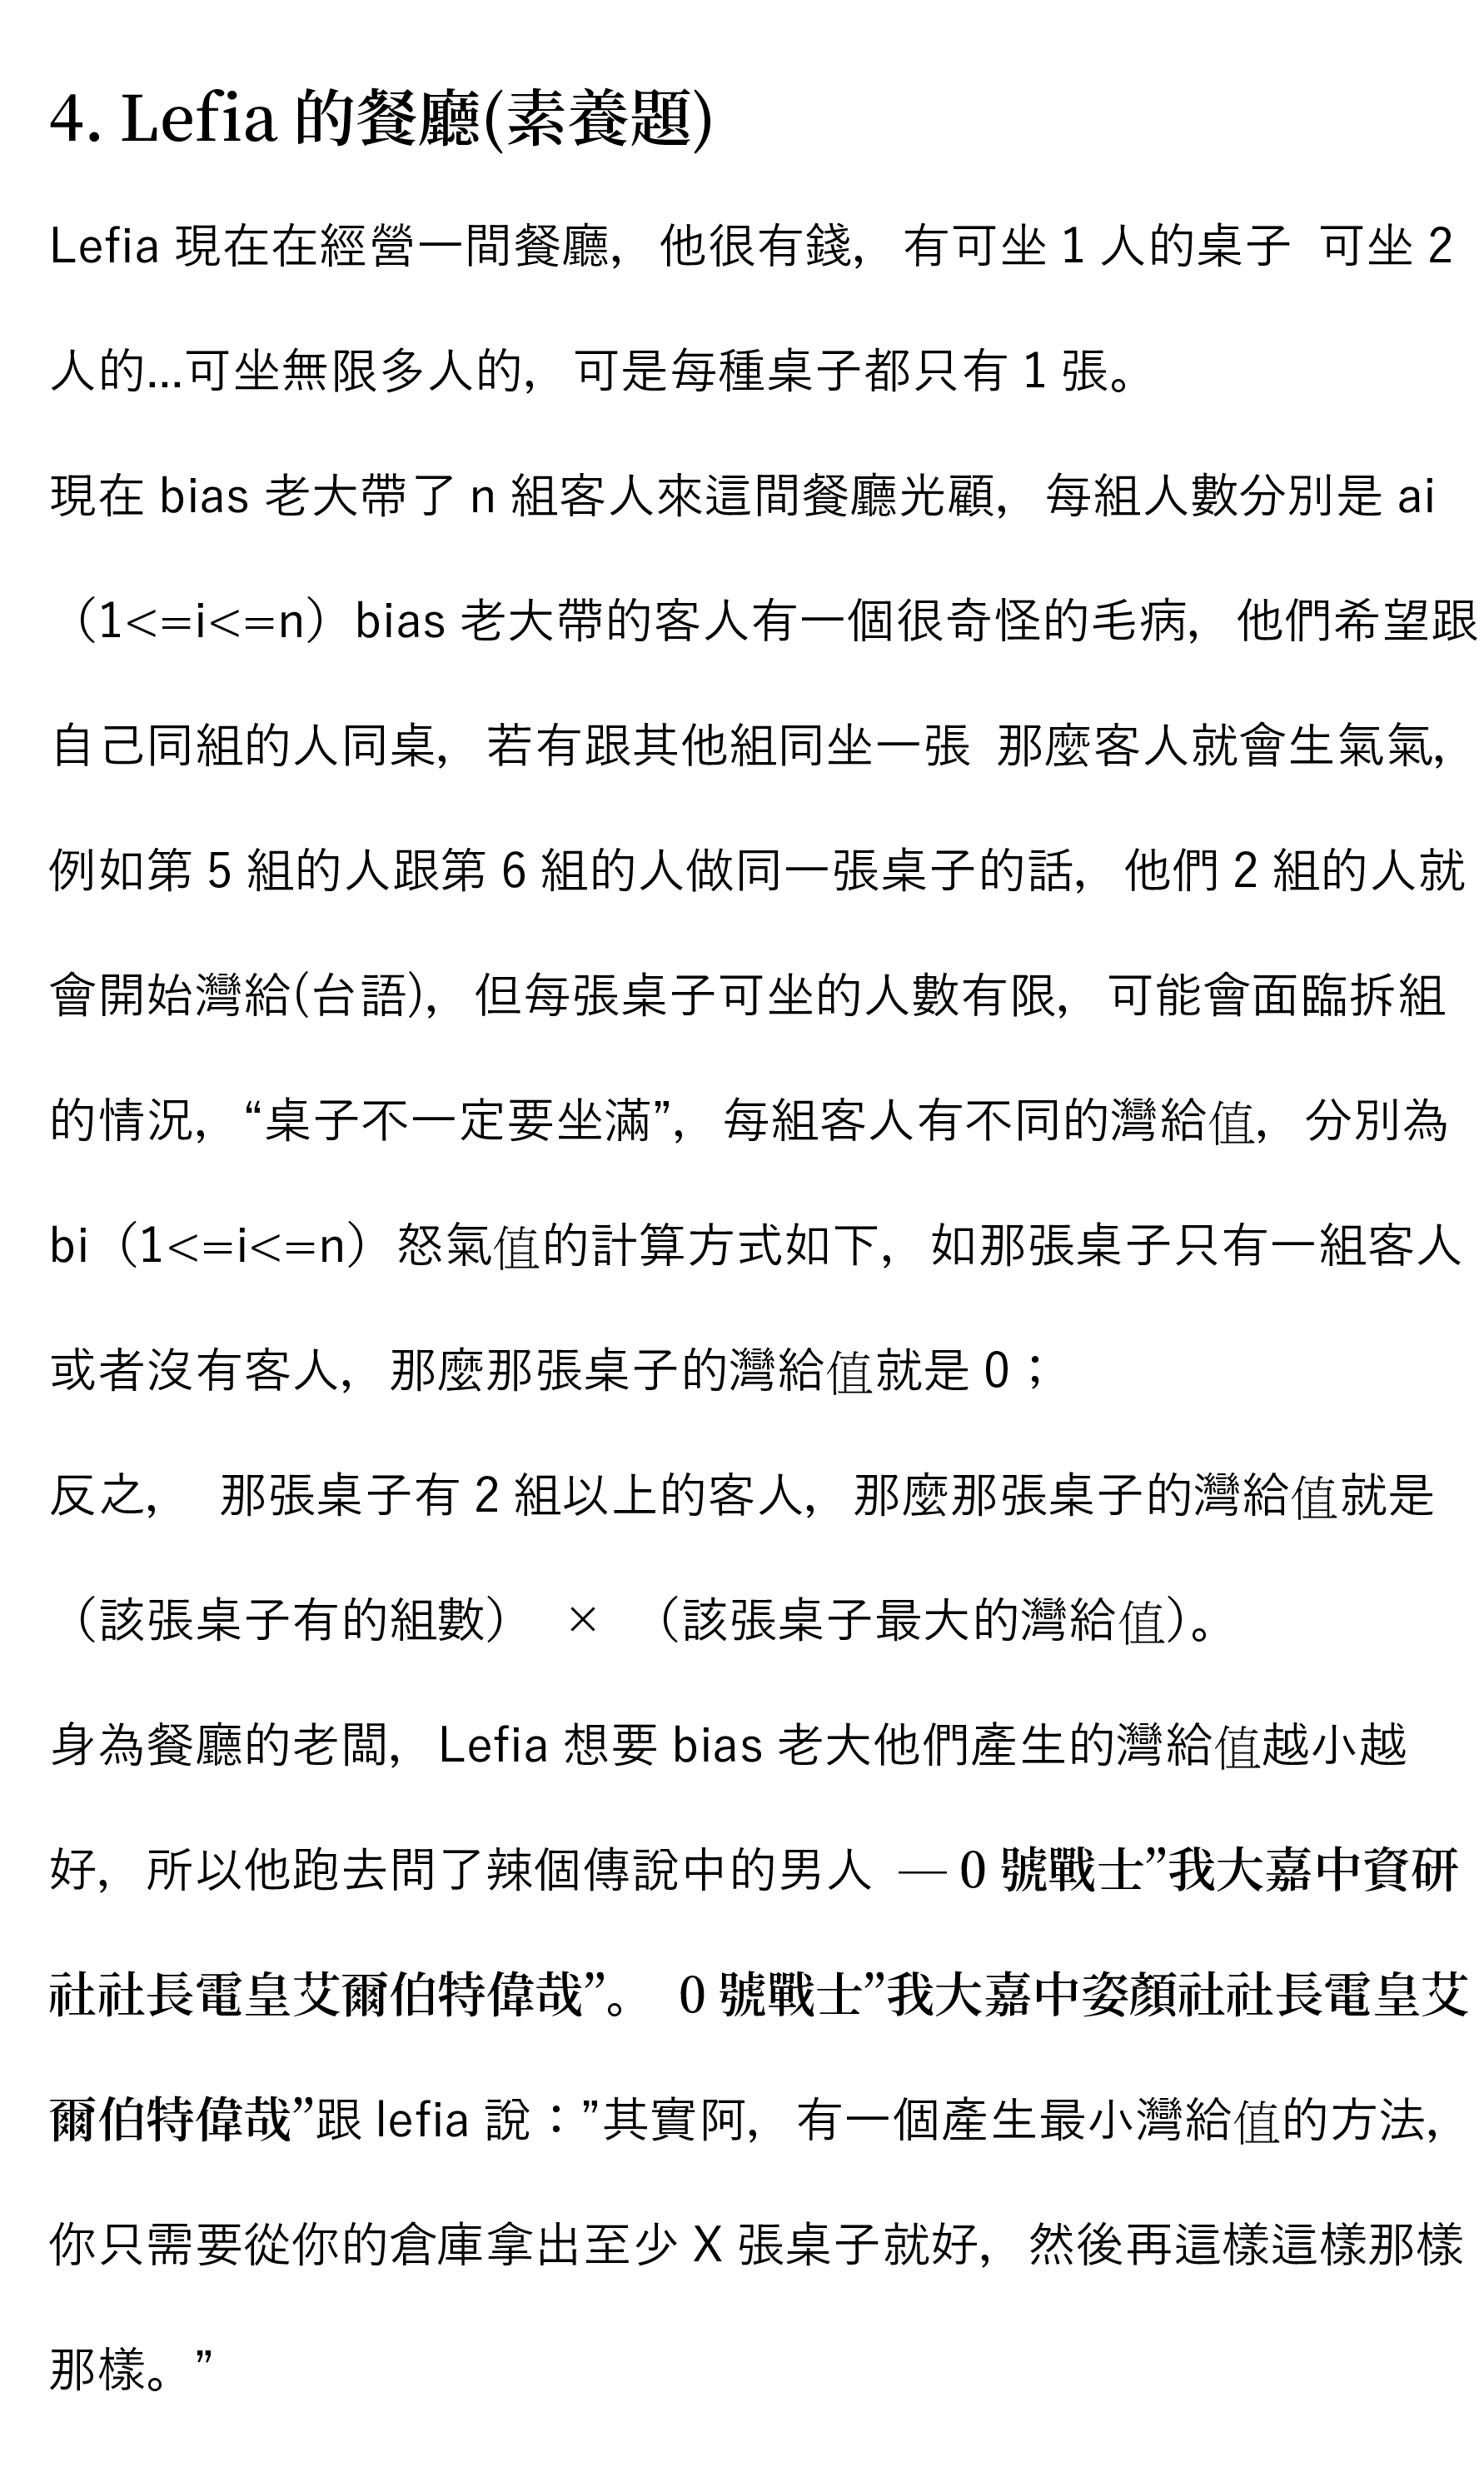 4. Lefia 的餐廳(素養題)
Lefia 現在在經營一間餐廳，他很有錢，有可坐 1 人的桌子 可坐 2
人的...可坐無限多人的，可是每種桌子都只有 1 張。
現在 bias 老大帶了 n 組客人來這間餐廳光顧，每組人數分別是 ai
（1<=i<=n）bias 老大帶的客人有一個很奇怪的毛病，他們希望跟
自己同組的人同桌，若有跟其他組同坐一張 那麼客人就會生氣氣，
例如第 5 組的人跟第 6 組的人做同一張桌子的話，他們 2 組的人就
會開始灣給(台語)，但每張桌子可坐的人數有限，可能會面臨拆組
的情況，“桌子不一定要坐滿”，每組客人有不同的灣給值，分別為
bi（1<=i<=n）怒氣值的計算方式如下，如那張桌子只有一組客人
或者沒有客人，那麼那張桌子的灣給值就是 0；
反之， 那張桌子有 2 組以上的客人，那麼那張桌子的灣給值就是
（該張桌子有的組數） × （該張桌子最大的灣給值）。
身為餐廳的老闆，Lefia 想要 bias 老大他們產生的灣給值越小越
好，所以他跑去問了辣個傳說中的男人 — 0 號戰士”我大嘉中資研
社社長電皇艾爾伯特偉哉”。 0 號戰士”我大嘉中姿顏社社長電皇艾
爾伯特偉哉”跟 lefia 說：”其實阿，有一個產生最小灣給值的方法，
你只需要從你的倉庫拿出至少 X 張桌子就好，然後再這樣這樣那樣
那樣。”